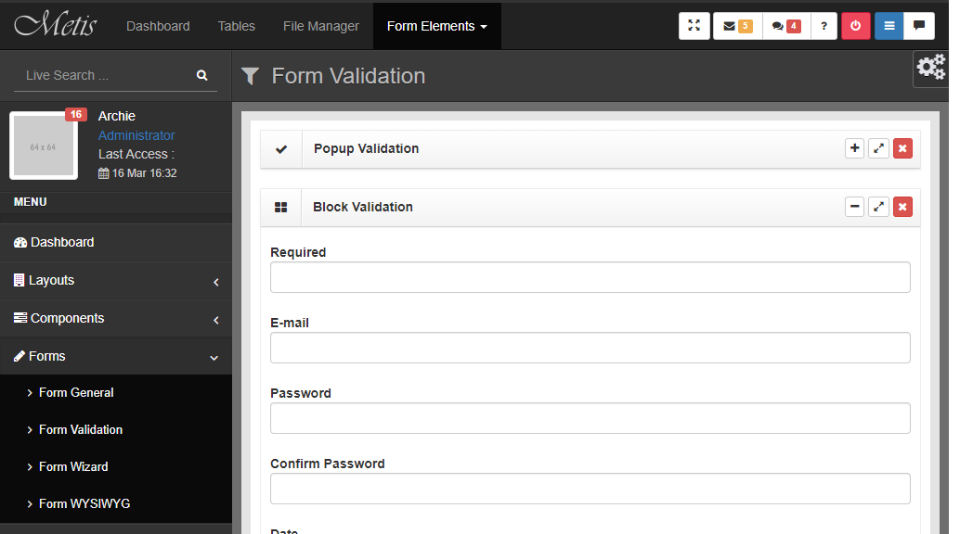 Metis Dashboard Tables File Manager Form Elements 5 4 ?
Live Search ...
Form Validation
16
64 x 64
Archie
Administrator
Last Access :
16 Mar 16:32
MENU
Dashboard
Layouts
Components
Forms
Form General
Form Validation
Form Wizard
Form WYSIWYG
Popup Validation
Block Validation
Required
E-mail
Password
Confirm Password
Date